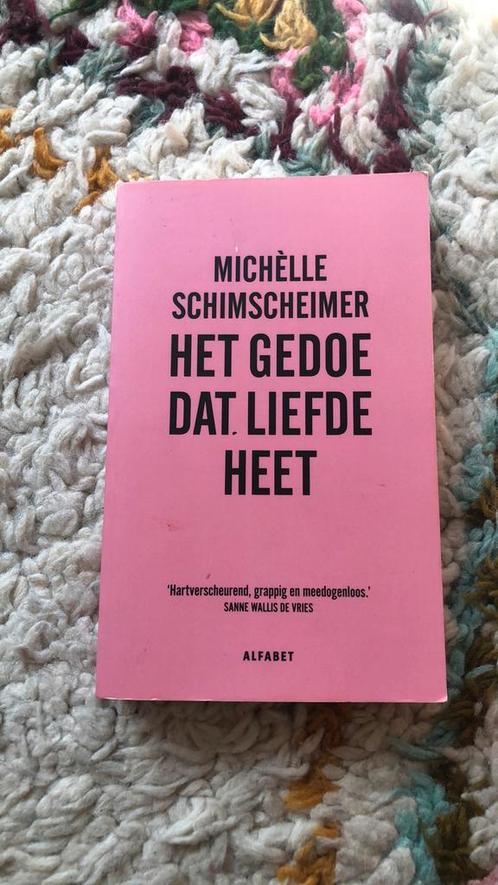 MICHÈLLE
SCHIMSCHEIMER
HET GEDOE
DAT LIEFDE
HEET
‘Hartverscheurend, grappig en meedogenloos.’
SANNE WALLIS DE VRIES
ALFABET